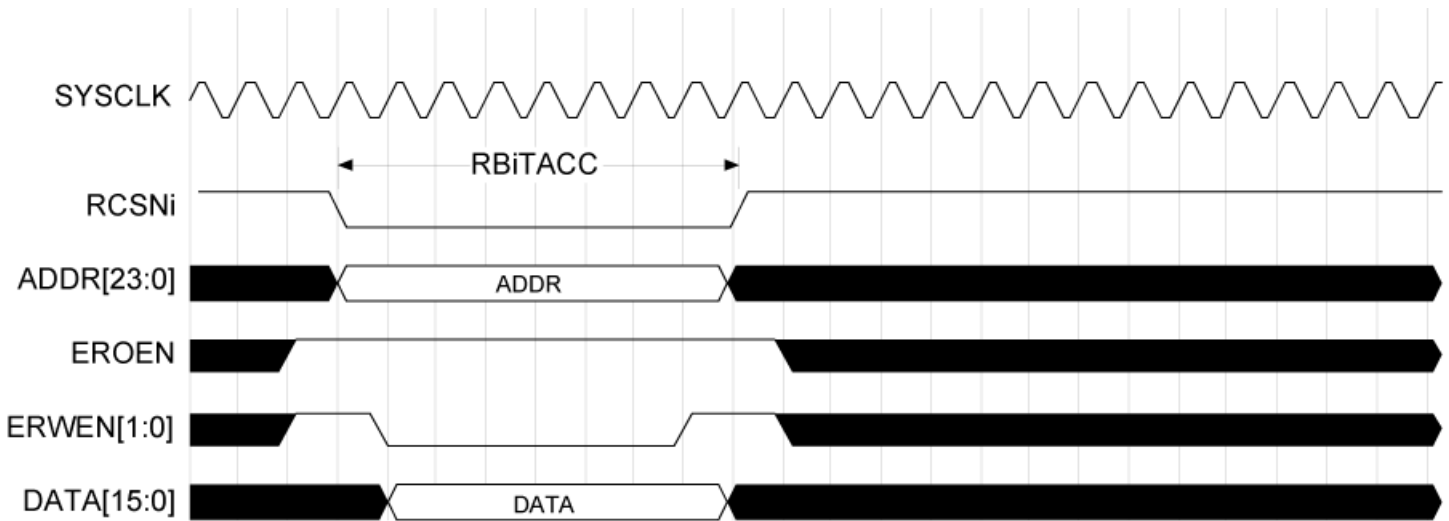 SYSCLK
RBiTACC
RCSNi
ADDR[23:0] ADDR
EROEN
ERWEN[1:0]
DATA[15:0] DATA